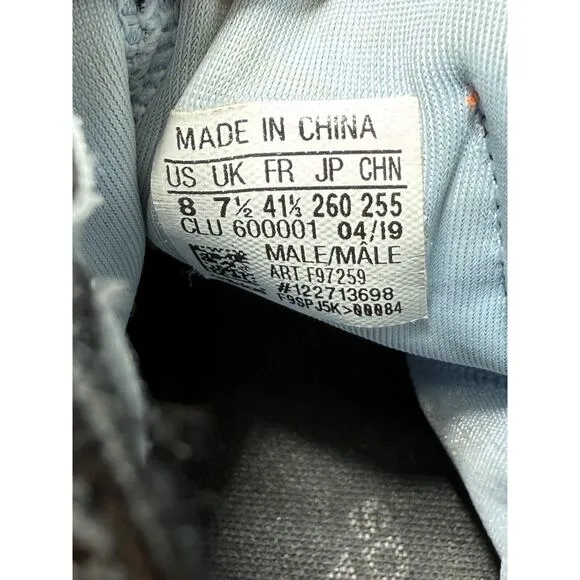 MADE IN CHINA
US UK FR JP CHN
8 7½ 41⅓ 260 255
CLU 600001 04/19
MALE/MÂLE
ART F97259
#122713698
F9SPJ5K>00084